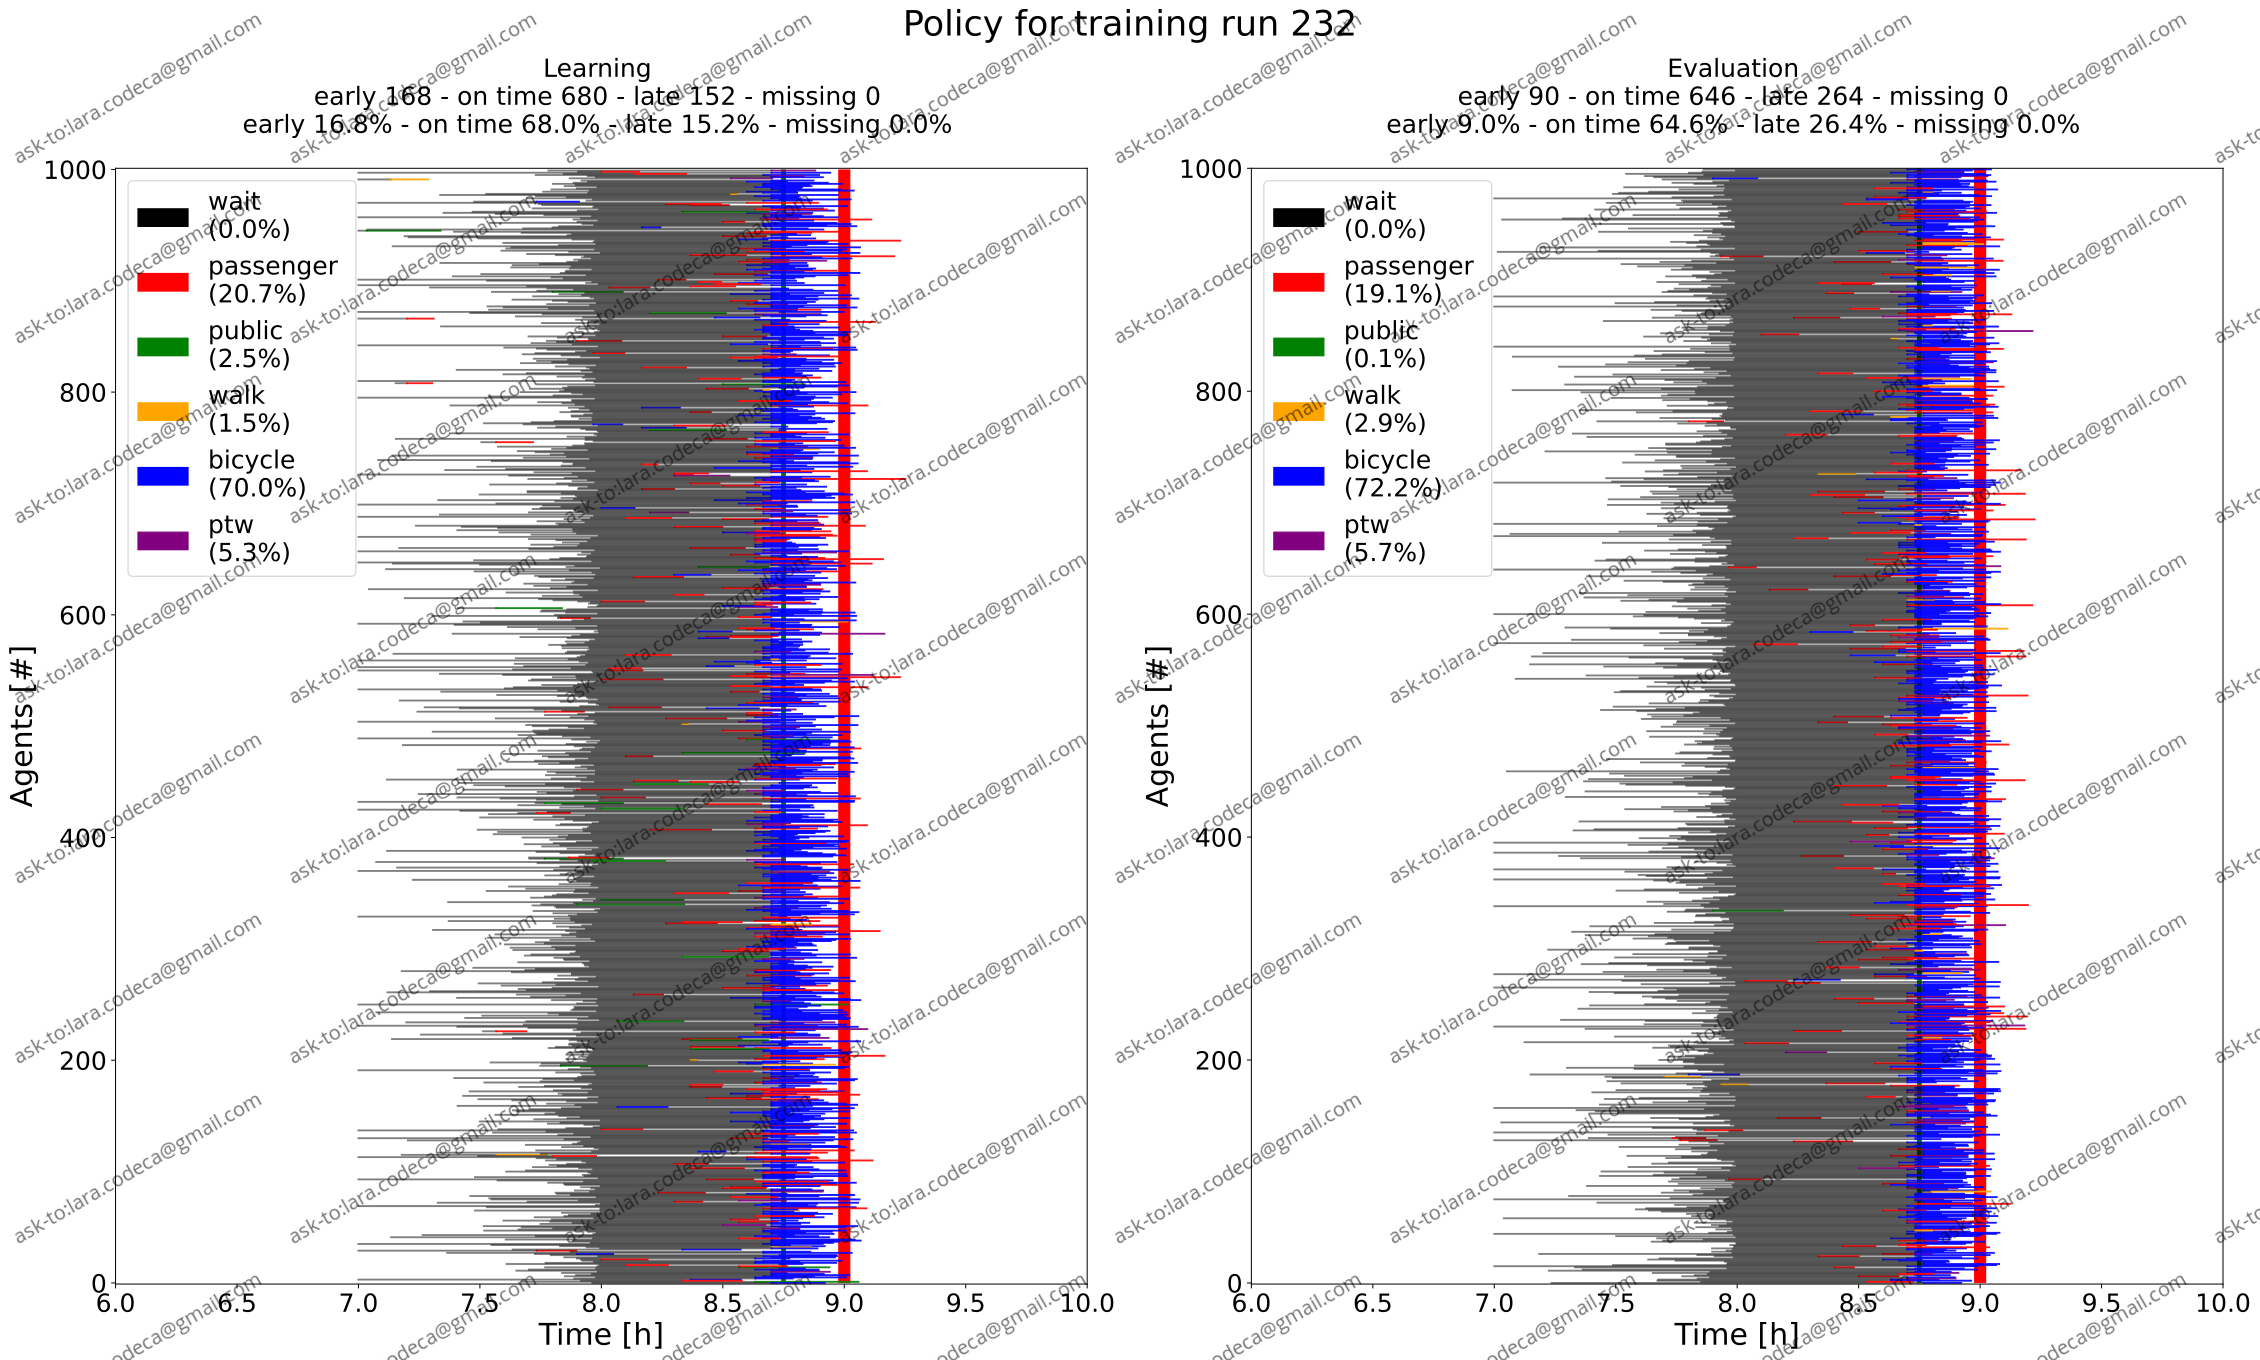 Policy for training run 232
Learning
early 168 - on time 680 - late 152 - missing 0
early 16.8% - on time 68.0% - late 15.2% - missing 0.0%
1000
800
600
400
200
0
Agents [#]
wait
(0.0%)
passenger
(20.7%)
public
(2.5%)
walk
(1.5%)
bicycle
(70.0%)
ptw
(5.3%)
6.0 6.5 7.0 7.5 8.0 8.5 9.0 9.5 10.0
Time [h]
Evaluation
early 90 - on time 646 - late 264 - missing 0
early 9.0% - on time 64.6% - late 26.4% - missing 0.0%
1000
800
600
400
200
0
Agents [#]
wait
(0.0%)
passenger
(19.1%)
public
(0.1%)
walk
(2.9%)
bicycle
(72.2%)
ptw
(5.7%)
6.0 6.5 7.0 7.5 8.0 8.5 9.0 9.5 10.0
Time [h]
ask-to:lara.codeca@gmail.com